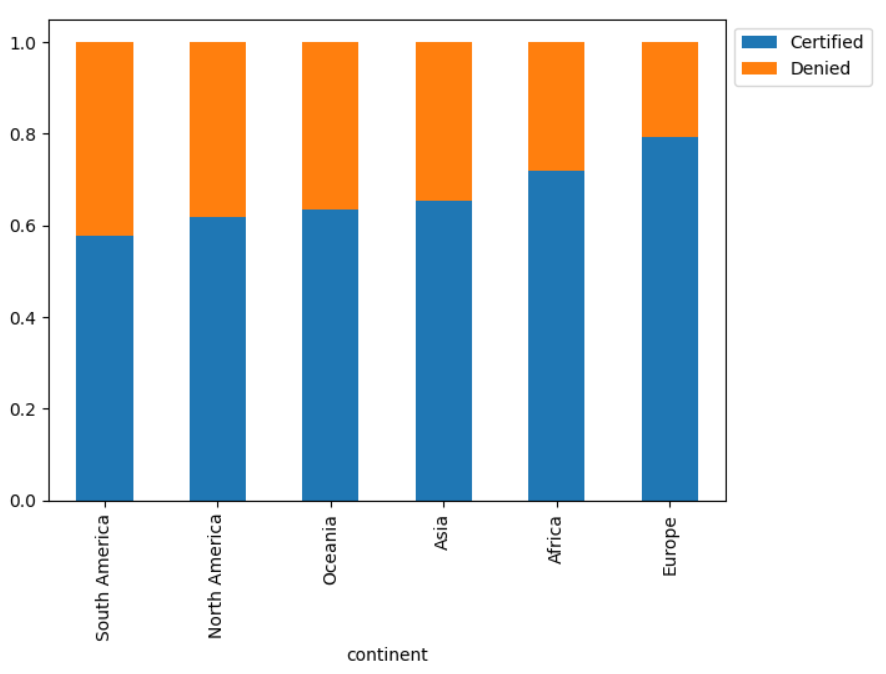 1.0
0.8
0.6
0.4
0.2
0.0
South America
North America
Oceania
Asia
Africa
Europe
continent
Certified
Denied